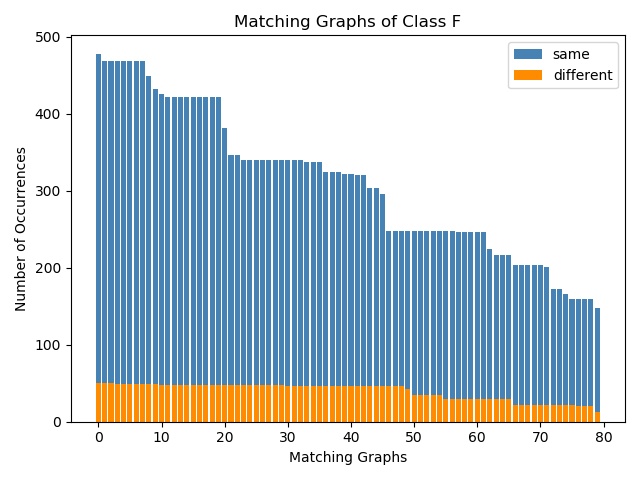 Matching Graphs of Class F
same
different
Number of Occurrences
500
400
300
200
100
0
0 10 20 30 40 50 60 70 80
Matching Graphs